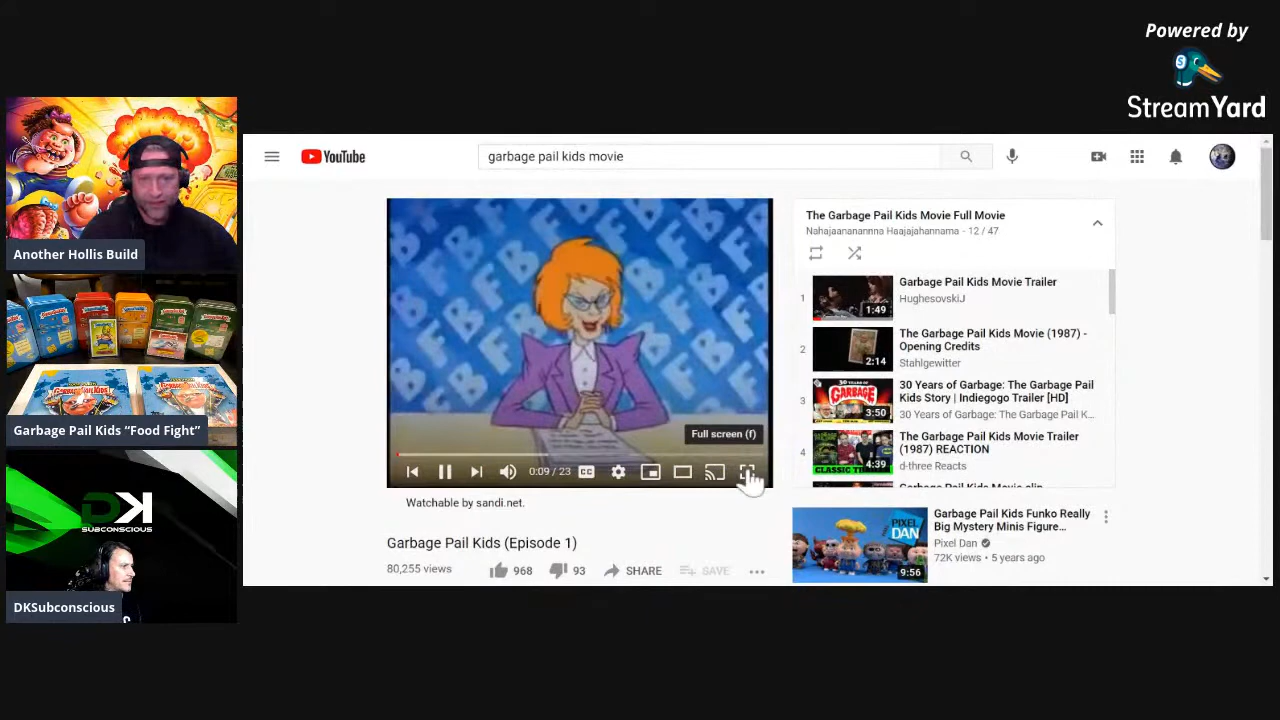 Powered by
StreamYard
YouTube
garbage pail kids movie
Another Hollis Build
Garbage Pail Kids “Food Fight”
DK
SUBCONSCIOUS
DKSubconscious
Full screen (f)
0:09 / 23
CC
Watchable by sandi.net.
Garbage Pail Kids (Episode 1)
80,255 views
968
93
SHARE
SAVE
The Garbage Pail Kids Movie Full Movie
Nahajaananannna Haajajahannama - 12 / 47
1
1:49
Garbage Pail Kids Movie Trailer
HughesovskiJ
2
2:14
The Garbage Pail Kids Movie (1987) -
Opening Credits
Stahlgewitter
3
GARBAGE
3:50
30 Years of Garbage: The Garbage Pail
Kids Story | Indiegogo Trailer [HD]
30 Years of Garbage: The Garbage Pail K...
4
4:39
The Garbage Pail Kids Movie Trailer
(1987) REACTION
d-three Reacts
PIXEL
DAN
9:56
Garbage Pail Kids Funko Really
Big Mystery Minis Figure...
Pixel Dan
72K views • 5 years ago